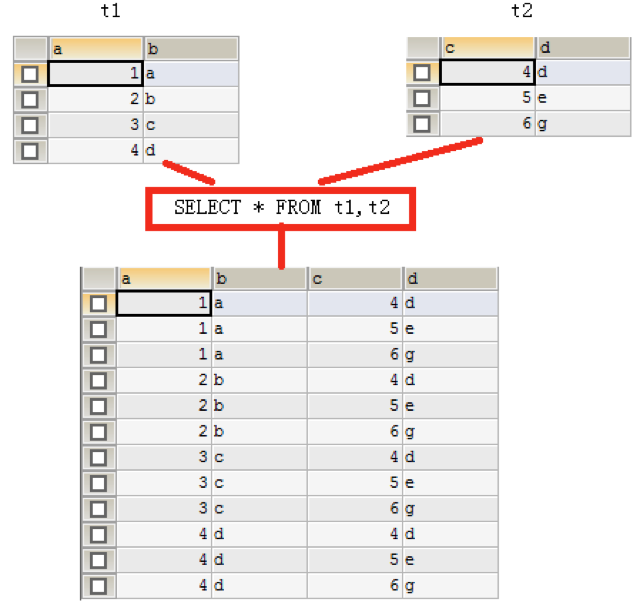 t1 t2
a b c d
1 a 4 d
2 b 5 e
3 c 6 g
4 d
SELECT * FROM t1,t2
a b c d
1 a 4 d
1 a 5 e
1 a 6 g
2 b 4 d
2 b 5 e
2 b 6 g
3 c 4 d
3 c 5 e
3 c 6 g
4 d 4 d
4 d 5 e
4 d 6 g